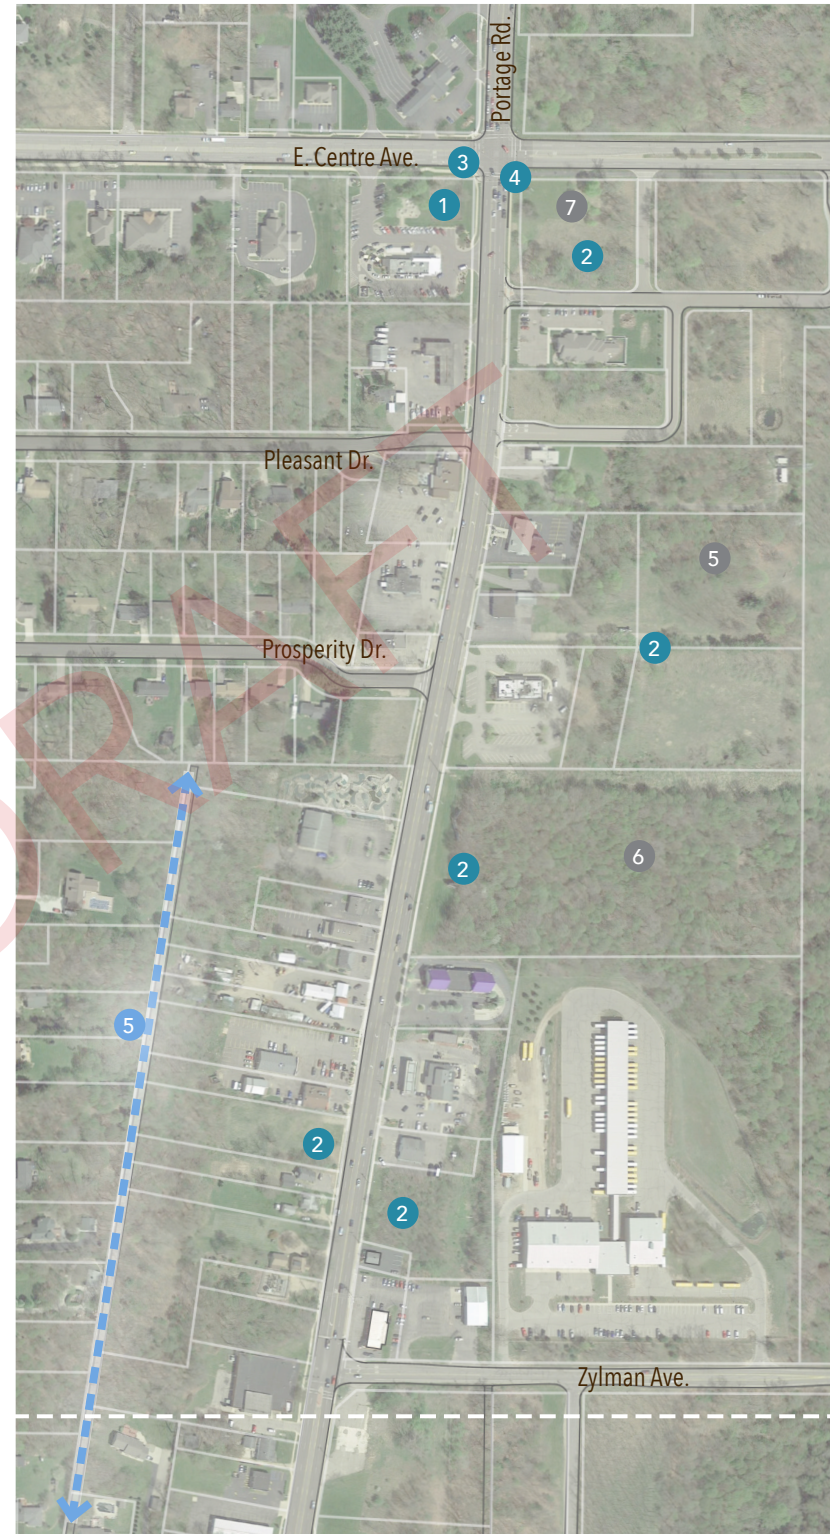 Portage Rd.
E. Centre Ave.
3
4
1
7
2
Pleasant Dr.
5
2
Prosperity Dr.
6
2
5
2
2
Zylman Ave.
DRAFT